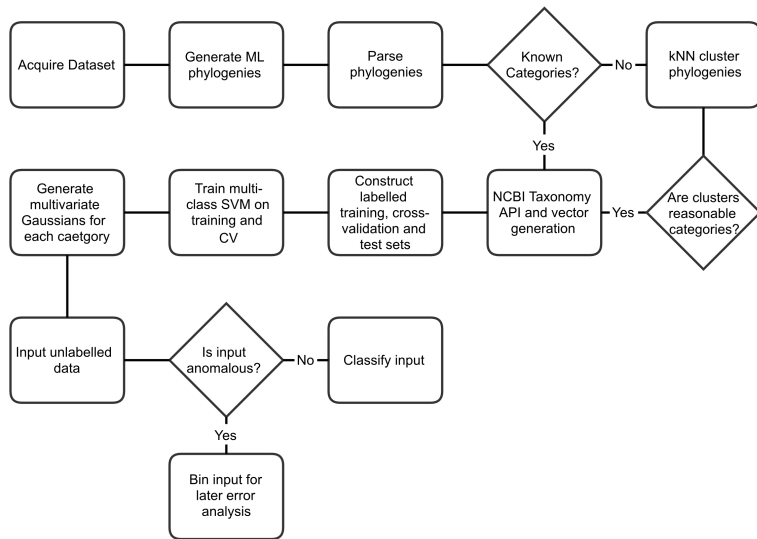 Acquire Dataset
Generate ML
phylogenies
Parse
phylogenies
Known
Categories?
No
kNN cluster
phylogenies
Yes
Generate
multivariate
Gaussians for
each caetgory
Train multi-
class SVM on
training and
CV
Construct
labelled
training, cross-
validation and
test sets
NCBI Taxonomy
API and vector
generation
Yes
Are clusters
reasonable
categories?
Input unlabelled
data
Is input
anomalous?
No
Classify input
Yes
Bin input for
later error
analysis